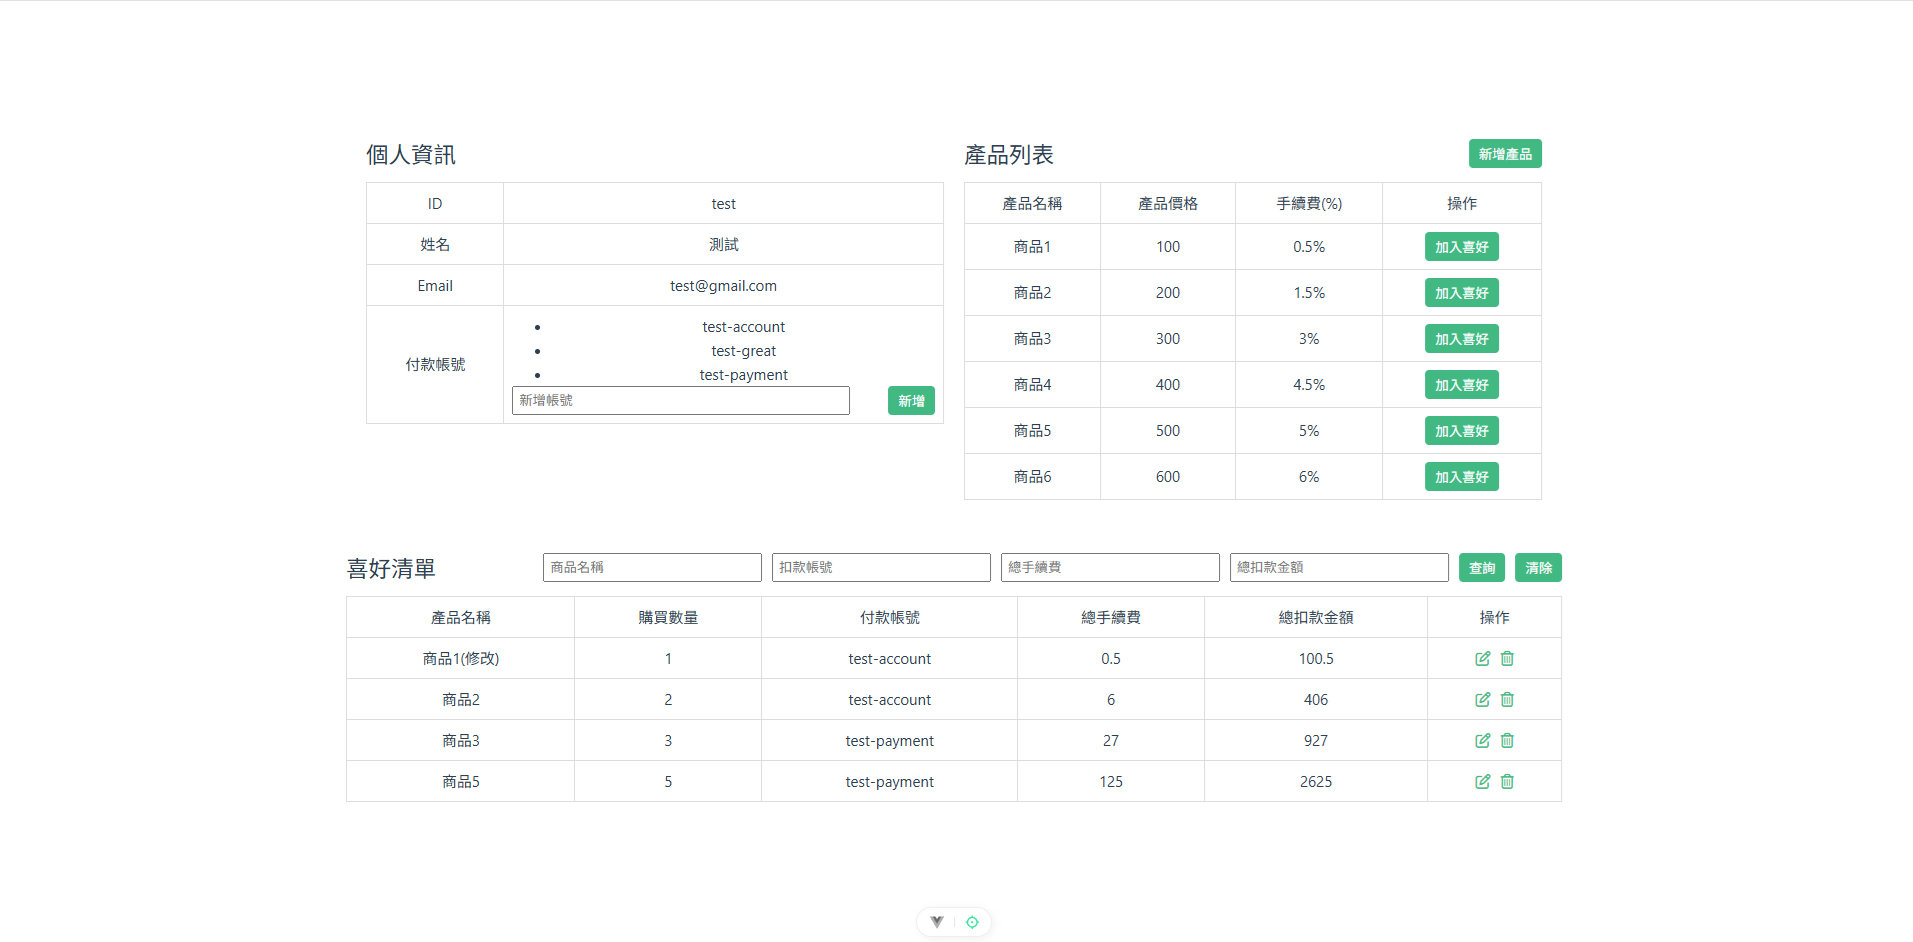 個人資訊
ID test
姓名 測試
Email test@gmail.com
付款帳號
test-account
test-great
test-payment
新增帳號 新增
產品列表 新增產品
產品名稱 產品價格 手續費(%) 操作
商品1 100 0.5% 加入喜好
商品2 200 1.5% 加入喜好
商品3 300 3% 加入喜好
商品4 400 4.5% 加入喜好
商品5 500 5% 加入喜好
商品6 600 6% 加入喜好
喜好清單 商品名稱 扣款帳號 總手續費 總扣款金額 查詢 清除
產品名稱 購買數量 付款帳號 總手續費 總扣款金額 操作
商品1(修改) 1 test-account 0.5 100.5
商品2 2 test-account 6 406
商品3 3 test-payment 27 927
商品5 5 test-payment 125 2625